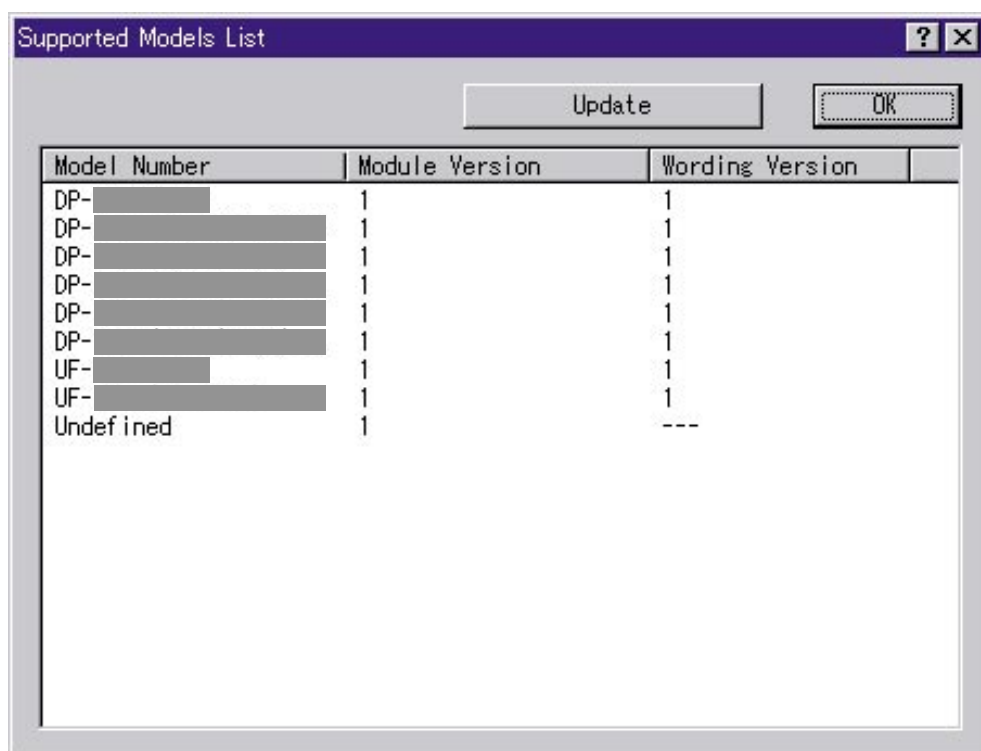 Supported Models List
Update OK
Model Number Module Version Wording Version
DP- 1 1
DP- 1 1
DP- 1 1
DP- 1 1
DP- 1 1
DP- 1 1
UF- 1 1
UF- 1 1
Undefined 1 ---